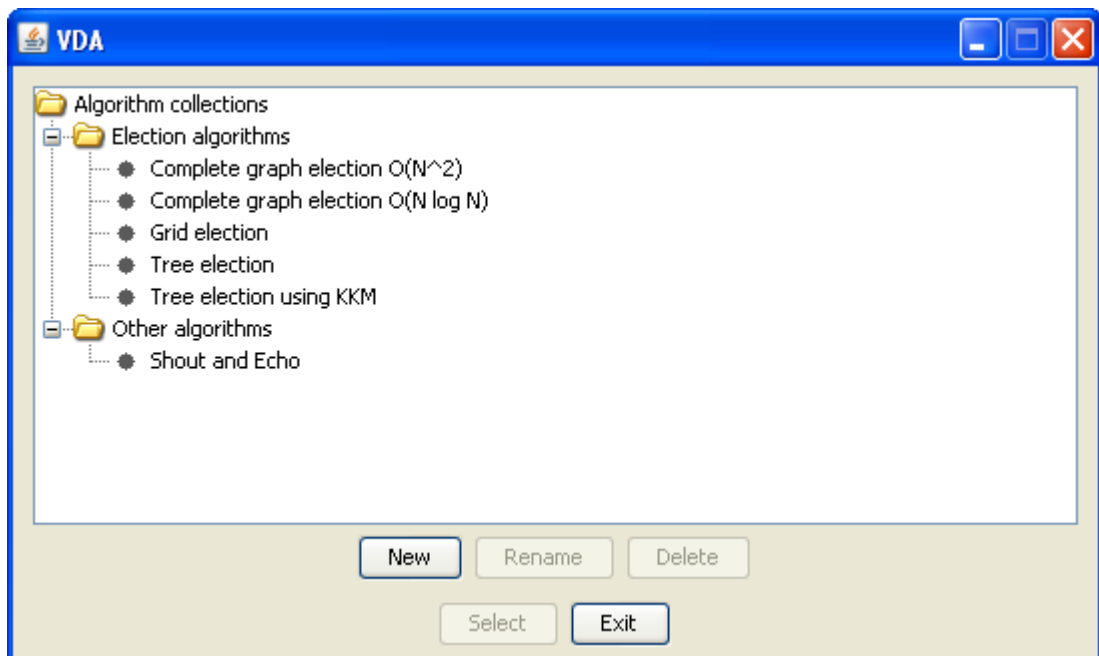 VDA
Algorithm collections
Election algorithms
Complete graph election O(N^2)
Complete graph election O(N log N)
Grid election
Tree election
Tree election using KKM
Other algorithms
Shout and Echo
New Rename Delete
Select Exit